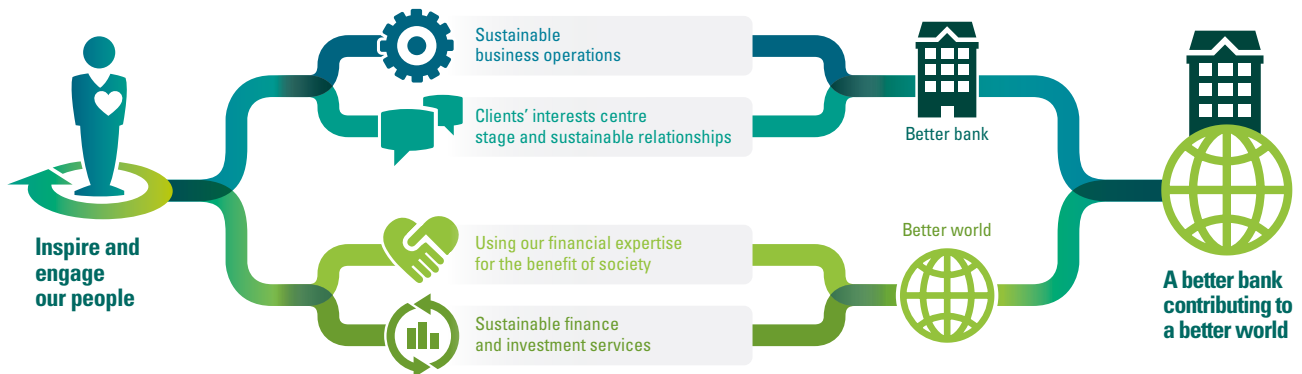 Inspire and
engage
our people
Sustainable
business operations
Clients’ interests centre
stage and sustainable relationships
Using our financial expertise
for the benefit of society
Sustainable finance
and investment services
Better bank
Better world
A better bank
contributing to
a better world